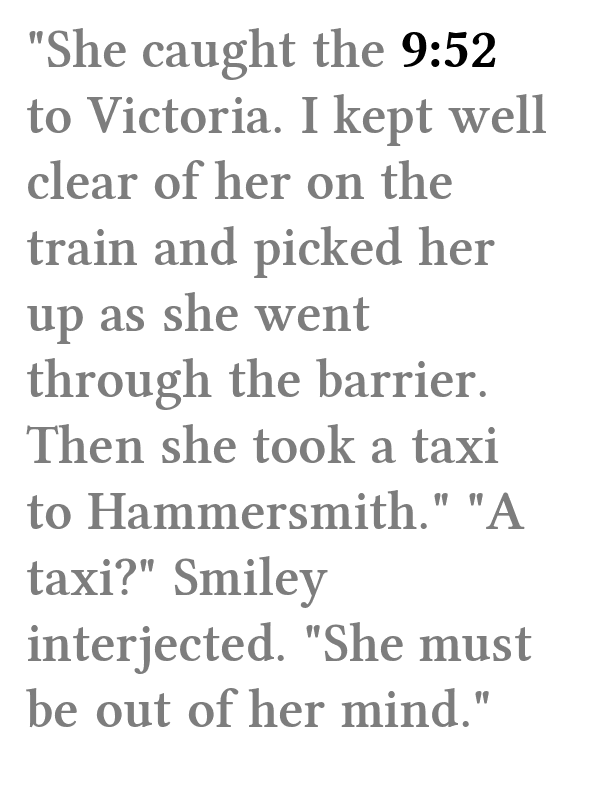 "She caught the 9:52
to Victoria. I kept well
clear of her on the
train and picked her
up as she went
through the barrier.
Then she took a taxi
to Hammersmith." "A
taxi?" Smiley
interjected. "She must
be out of her mind."